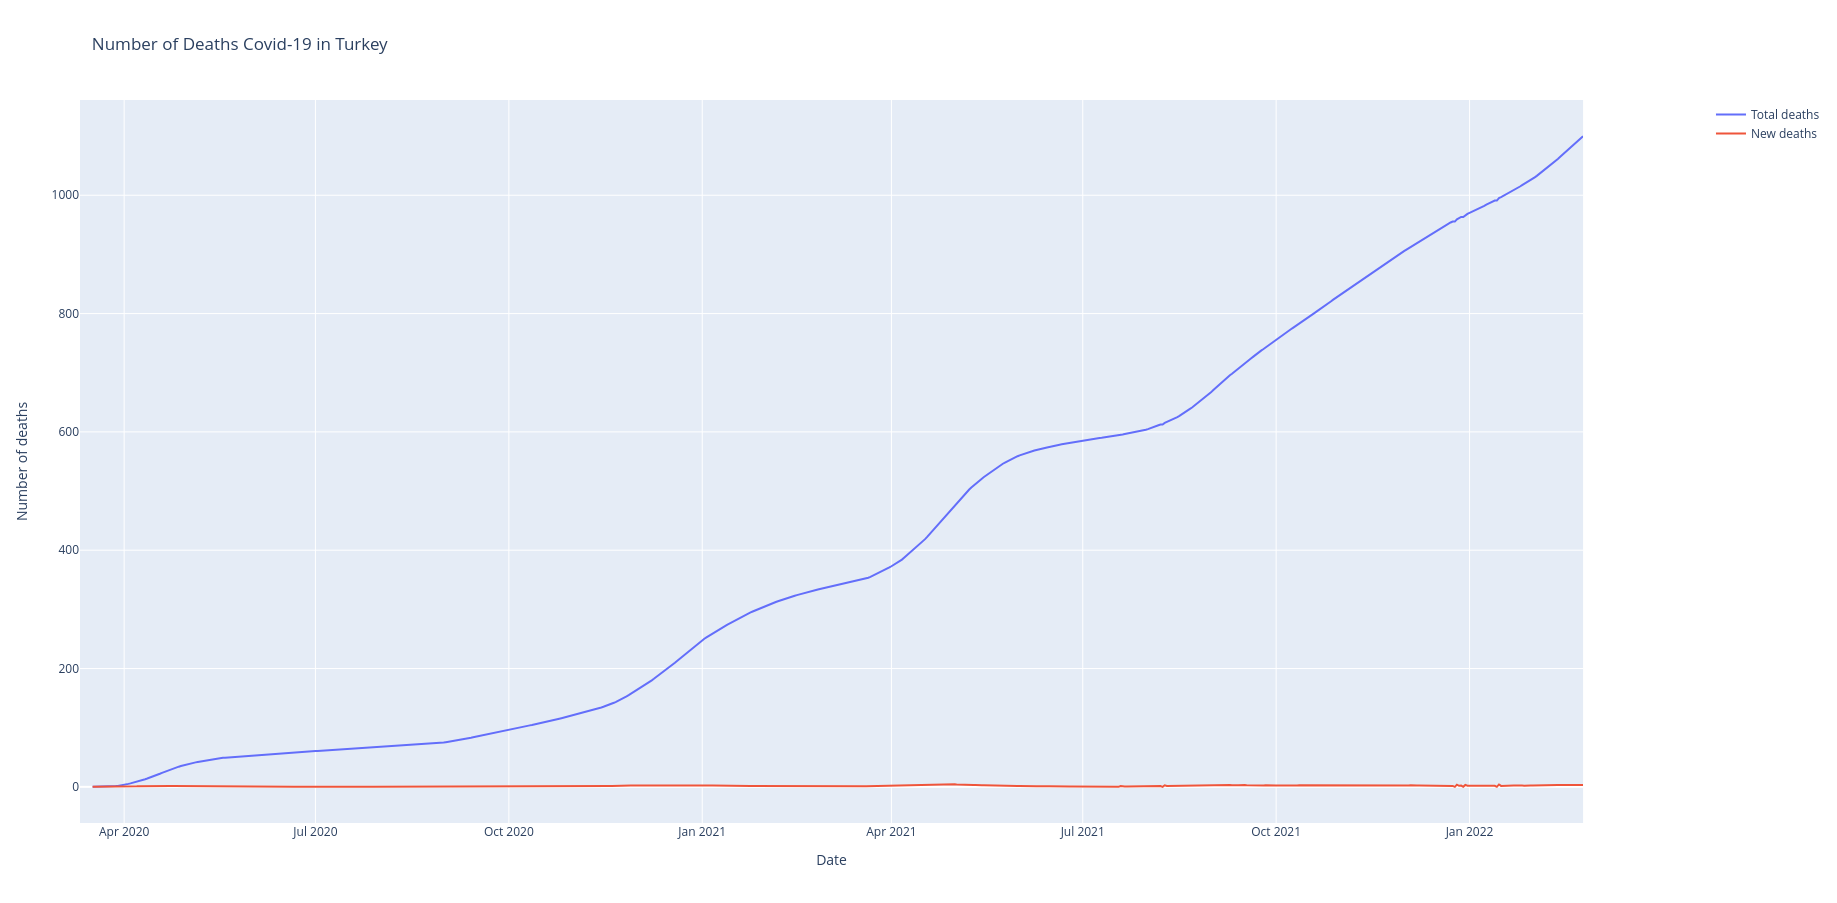 Number of Deaths Covid-19 in Turkey
Total deaths
New deaths
Number of deaths
1000
800
600
400
200
0
Apr 2020
Jul 2020
Oct 2020
Jan 2021
Apr 2021
Jul 2021
Oct 2021
Jan 2022
Date